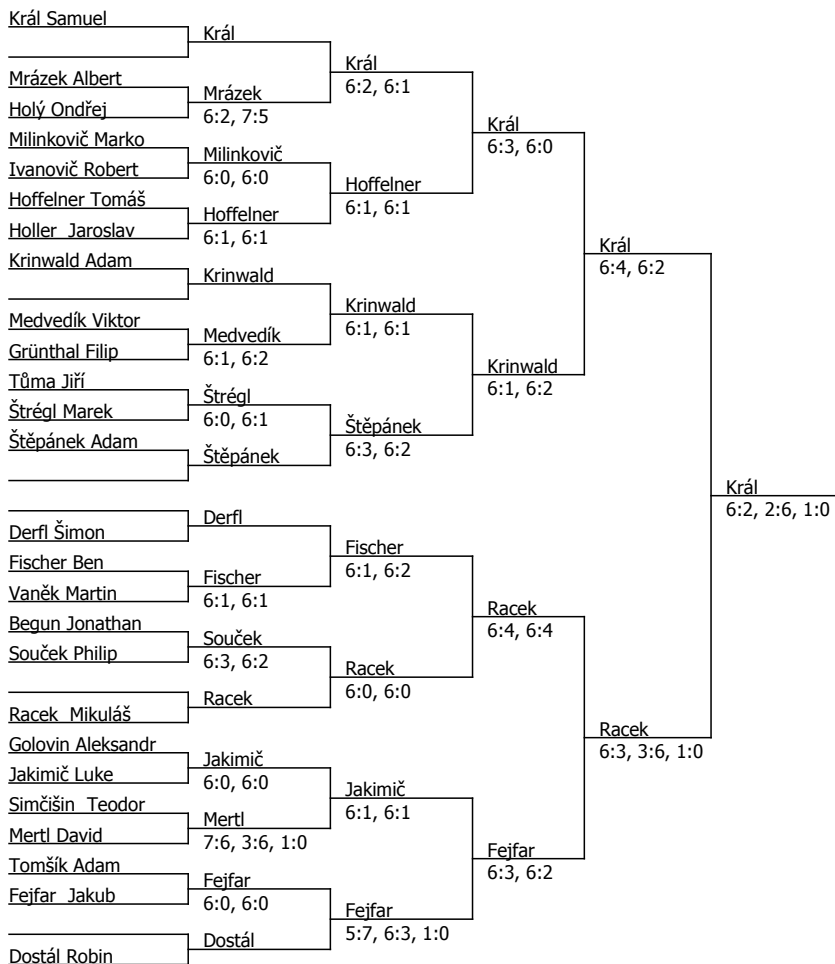 Král Samuel
Mrázek Albert
Holý Ondřej
Milinkovič Marko
Ivanovič Robert
Hoffelner Tomáš
Holler  Jaroslav
Krinwald Adam
Medvedík Viktor
Grünthal Filip
Tůma Jiří
Štrégl Marek
Štěpánek Adam
Derfl Šimon
Fischer Ben
Vaněk Martin
Begun Jonathan
Souček Philip
Racek  Mikuláš
Golovin Aleksandr
Jakimič Luke
Simčišin  Teodor
Mertl David
Tomšík Adam
Fejfar  Jakub
Dostál Robin
Král
Mrázek
6:2, 7:5
Milinkovič
6:0, 6:0
Hoffelner
6:1, 6:1
Krinwald
Medvedík
6:1, 6:2
Štrégl
6:0, 6:1
Štěpánek
Derfl
Fischer
6:1, 6:1
Souček
6:3, 6:2
Racek
Jakimič
6:0, 6:0
Mertl
7:6, 3:6, 1:0
Fejfar
6:0, 6:0
Dostál
Král
6:2, 6:1
Hoffelner
6:1, 6:1
Krinwald
6:1, 6:1
Štěpánek
6:3, 6:2
Fischer
6:1, 6:2
Racek
6:0, 6:0
Jakimič
6:1, 6:1
Fejfar
5:7, 6:3, 1:0
Král
6:3, 6:0
Krinwald
6:1, 6:2
Racek
6:4, 6:4
Fejfar
6:3, 6:2
Král
6:4, 6:2
Racek
6:3, 3:6, 1:0
Král
6:2, 2:6, 1:0